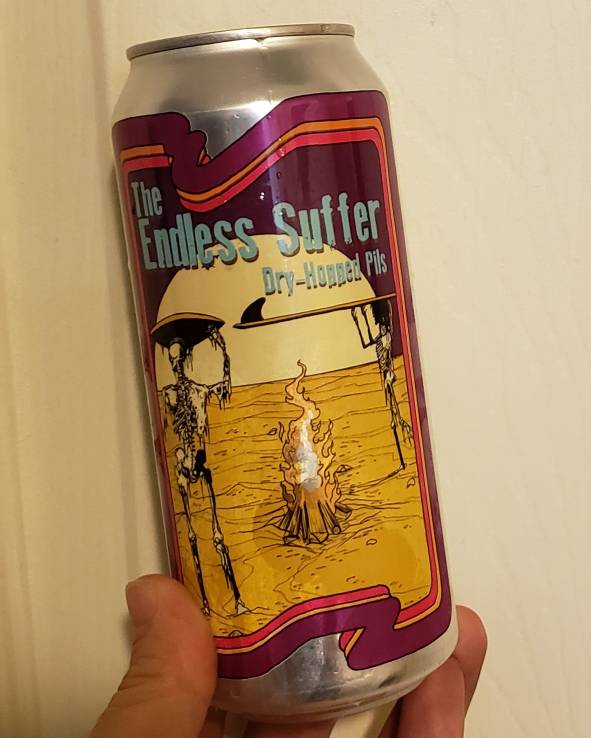 The
Endless Suffer
Dry-Hopped Pils